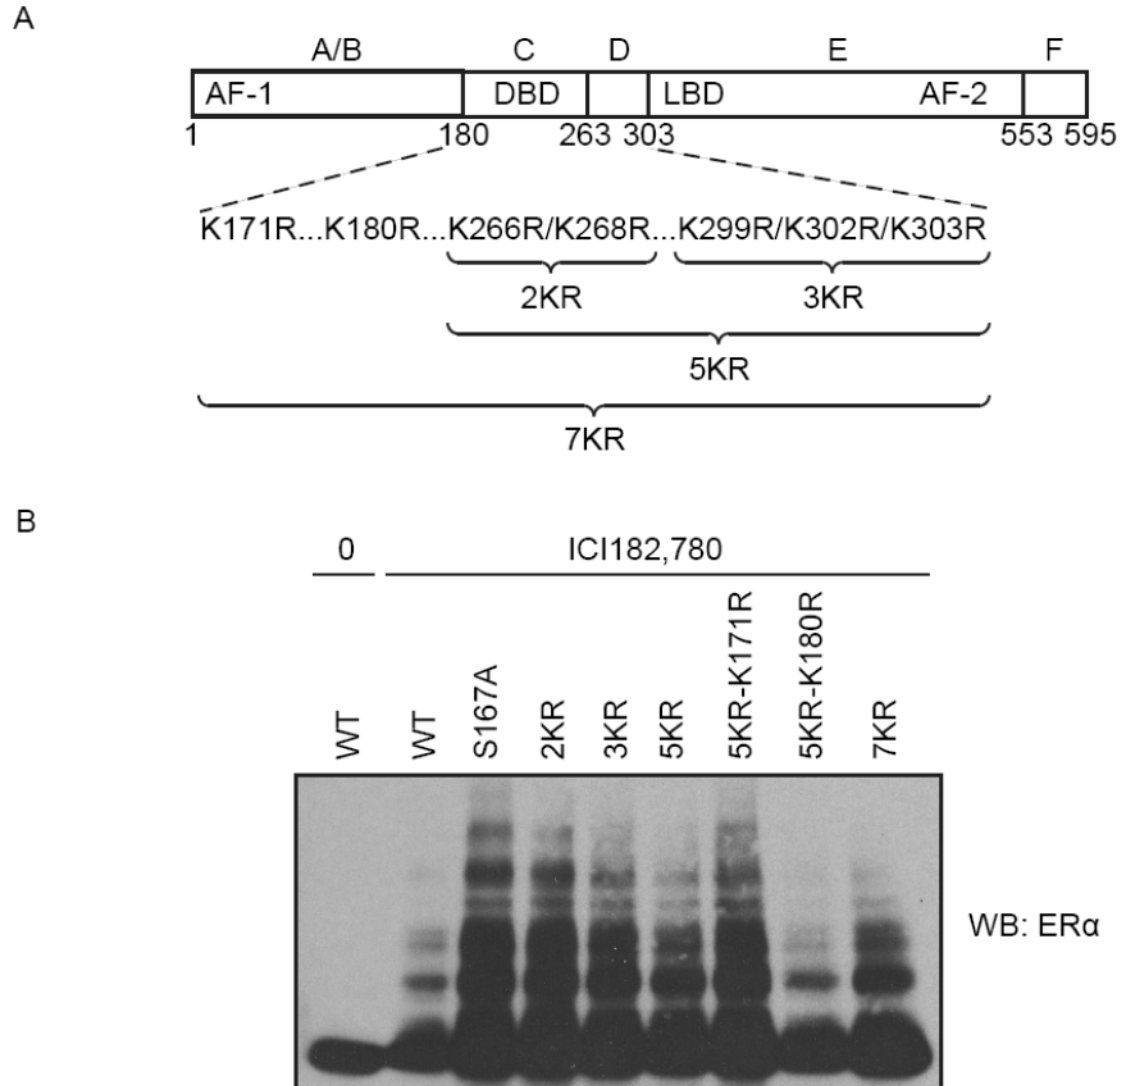 A
A/B C D E F
AF-1 DBD LBD AF-2
1 180 263 303 553 595
K171R...K180R...K266R/K268R...K299R/K302R/K303R
2KR 3KR
5KR
7KR
B
0 ICI182,780
WT WT S167A 2KR 3KR 5KR 5KR-K171R 5KR-K180R 7KR
WB: ERα